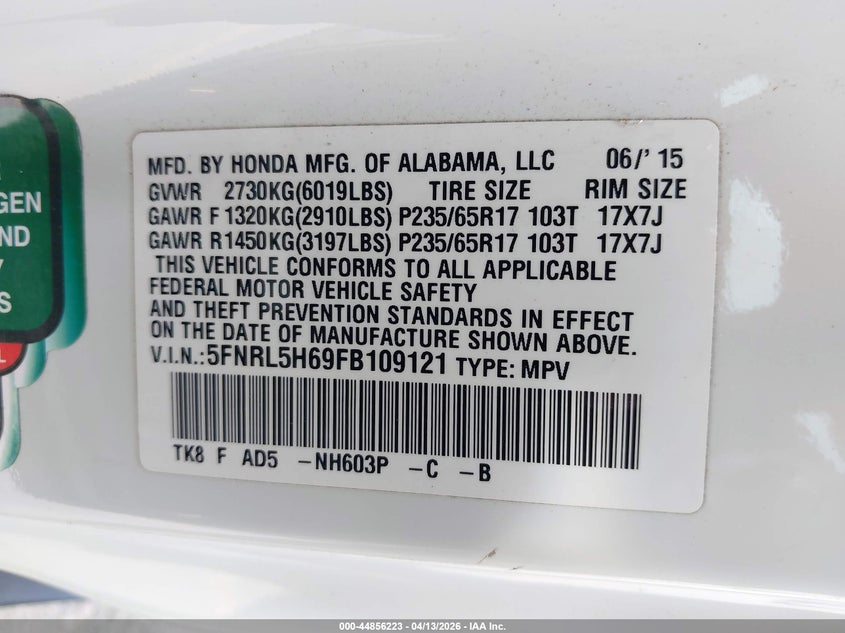 GEN
ND
S
MFD. BY HONDA MFG. OF ALABAMA, LLC 06/' 15
GVWR 2730KG(6019LBS) TIRE SIZE RIM SIZE
GAWR F 1320KG(2910LBS) P235/65R17 103T 17X7J
GAWR R1450KG(3197LBS) P235/65R17 103T 17X7J
THIS VEHICLE CONFORMS TO ALL APPLICABLE
FEDERAL MOTOR VEHICLE SAFETY
AND THEFT PREVENTION STANDARDS IN EFFECT
ON THE DATE OF MANUFACTURE SHOWN ABOVE.
V.I.N.:5FNRL5H69FB109121 TYPE: MPV
TK8 F AD5 -NH603P -C -B
000-44856223 - 04/13/2026 - IAA Inc.